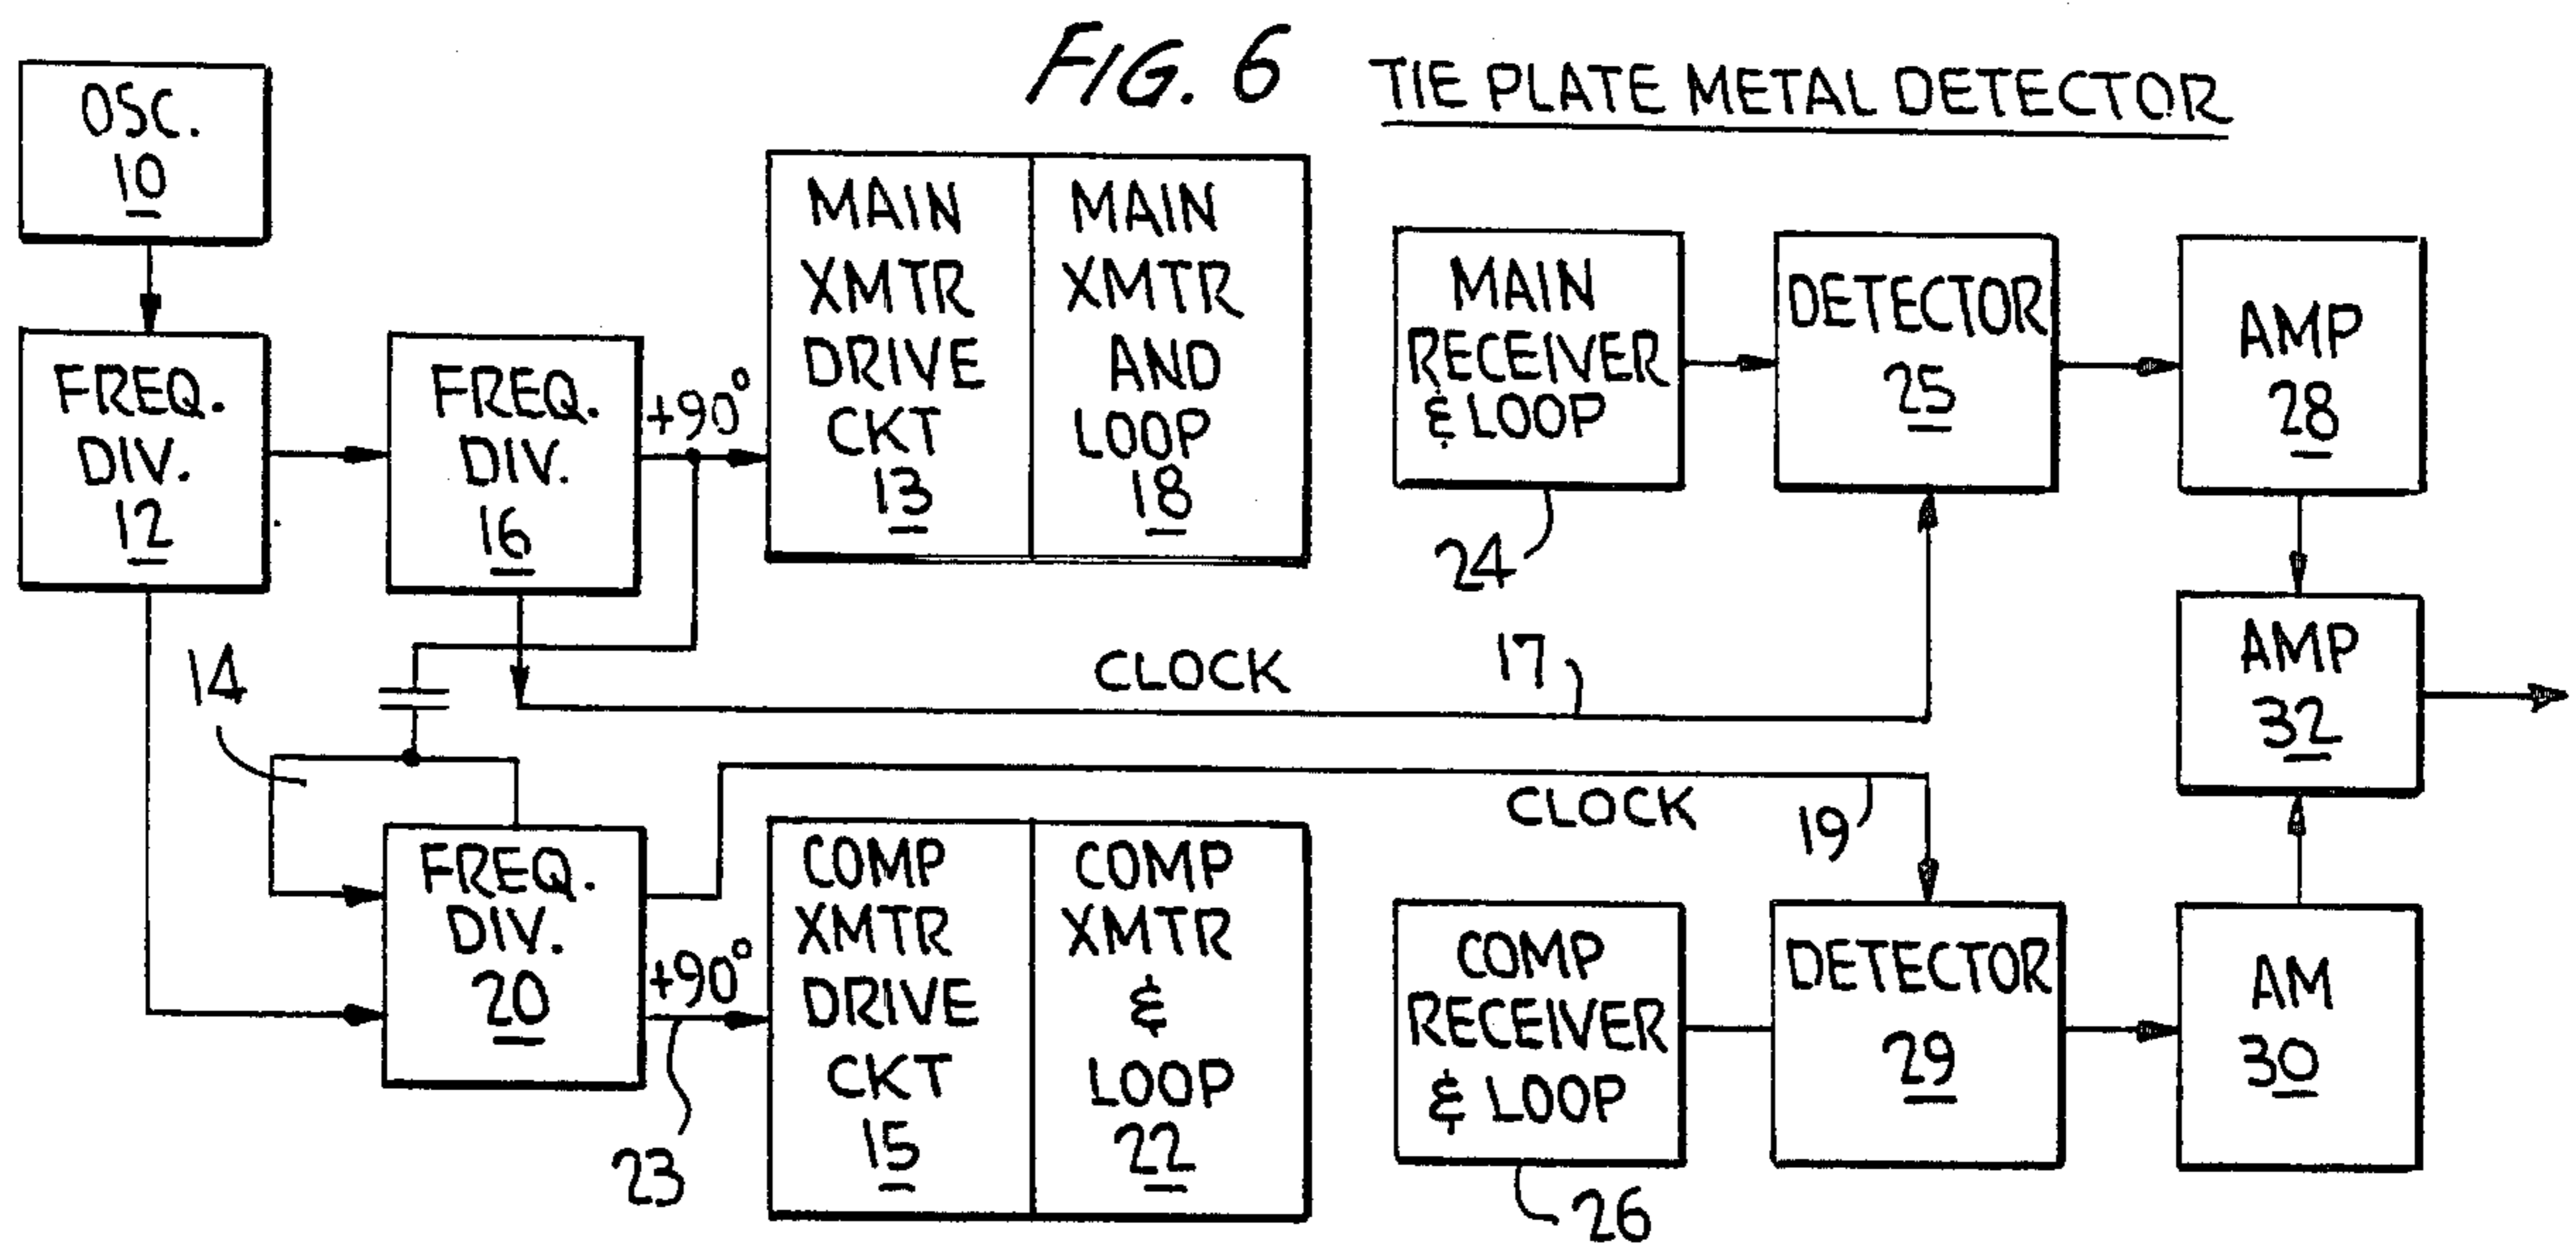 FIG. 6
TIE PLATE METAL DETECTOR
OSC.
10
FREQ.
DIV.
12
FREQ.
DIV.
16
+90°
MAIN
XMTR
DRIVE
CKT
13
MAIN
XMTR
AND
LOOP
18
MAIN
RECEIVER
& LOOP
24
DETECTOR
25
AMP
28
AMP
32
14
CLOCK
17
CLOCK
19
FREQ.
DIV.
20
+90°
23
COMP
XMTR
DRIVE
CKT
15
COMP
XMTR
&
LOOP
22
COMP
RECEIVER
& LOOP
26
DETECTOR
29
AM
30